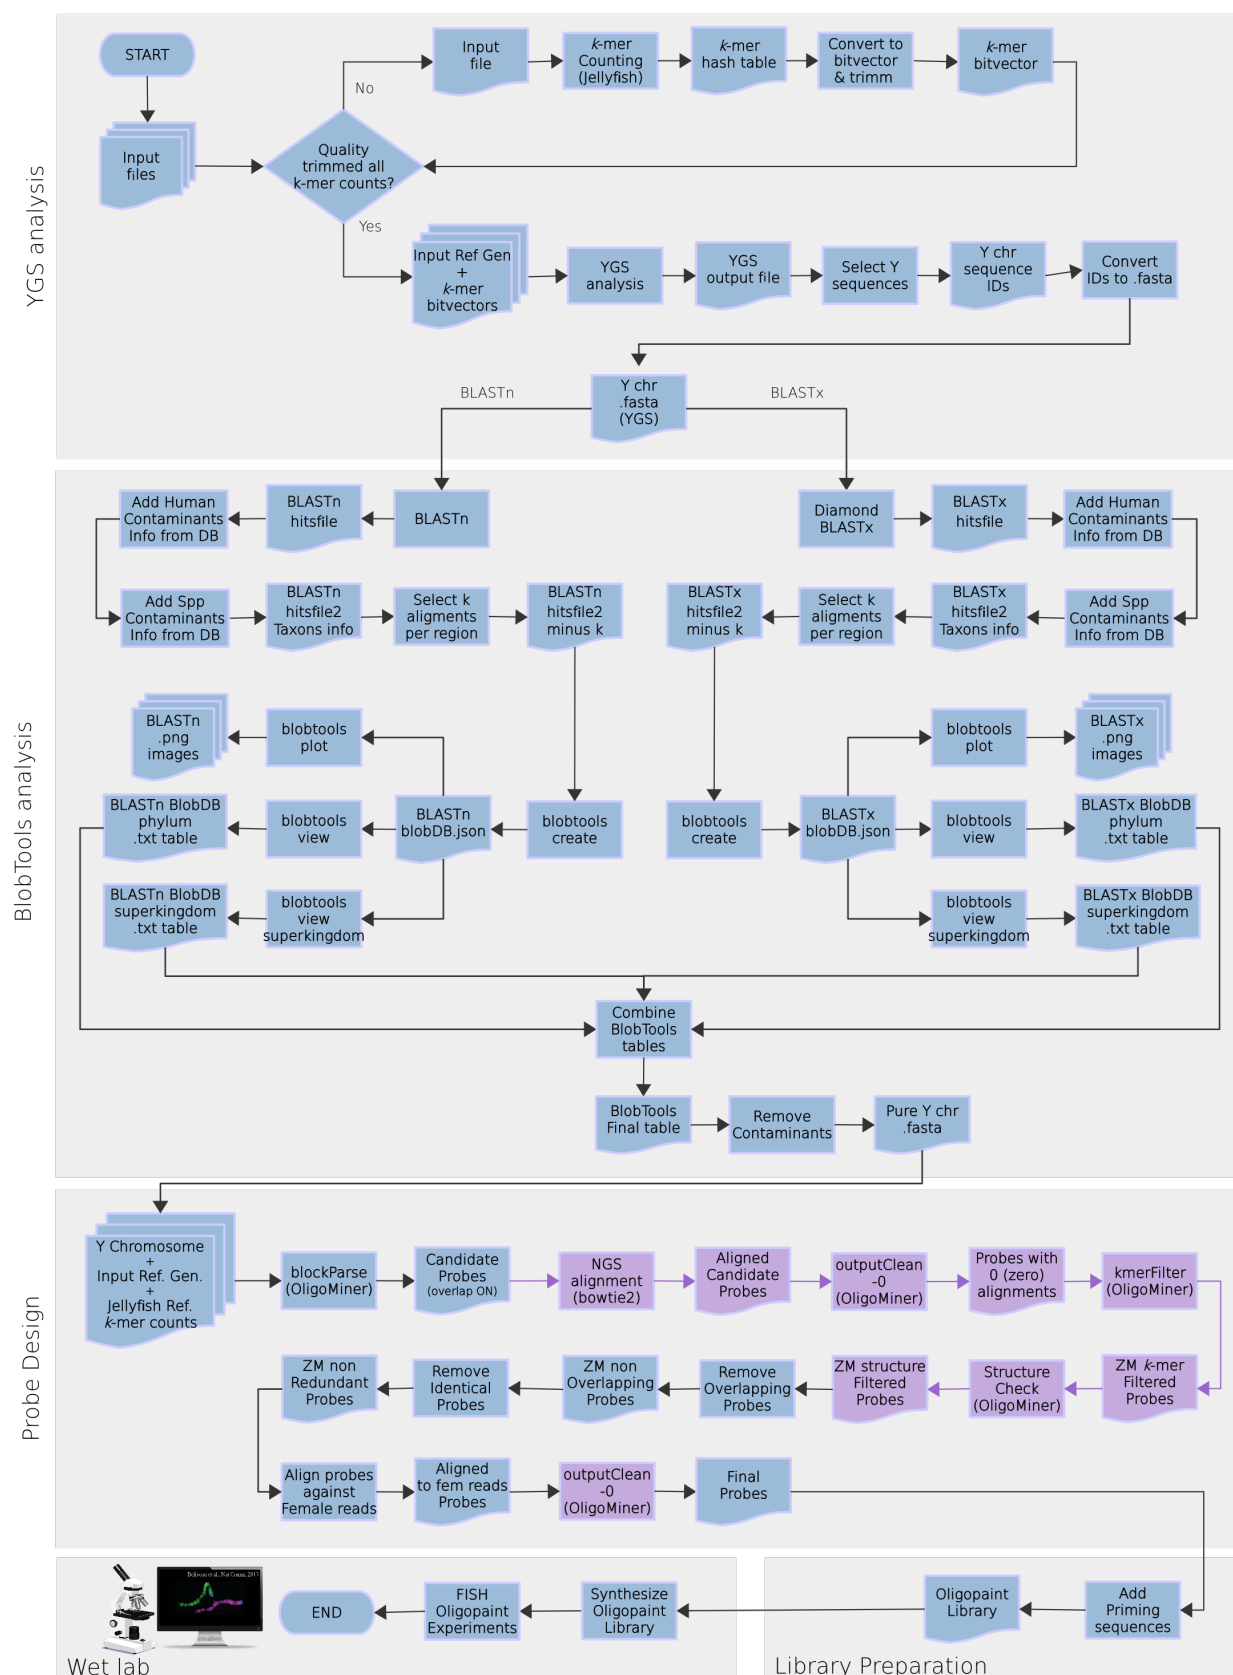 YGS analysis
START
Input
files
Quality
trimmed all
k-mer counts?
No
Input
file
k-mer
Counting
(Jellyfish)
k-mer
hash table
Convert to
bitvector
& trimm
k-mer
bitvector
Yes
Input Ref Gen
+
k-mer
bitvectors
YGS
analysis
YGS
output file
Select Y
sequences
Y chr
sequence
IDs
Convert
IDs to .fasta
Y chr
.fasta
(YGS)
BLASTn
BLASTx
BlobTools analysis
BLASTn
BLASTn
hitsfile
Add Human
Contaminants
Info from DB
Add Spp
Contaminants
Info from DB
BLASTn
hitsfile2
Taxons info
Select k
aligments
per region
BLASTn
hitsfile2
minus k
Diamond
BLASTx
BLASTx
hitsfile
Add Human
Contaminants
Info from DB
Add Spp
Contaminants
Info from DB
BLASTx
hitsfile2
Taxons info
Select k
aligments
per region
BLASTx
hitsfile2
minus k
blobtools
create
BLASTn
blobDB.json
blobtools
plot
BLASTn
.png
images
blobtools
view
BLASTn BlobDB
phylum
.txt table
blobtools
view
superkingdom
BLASTn BlobDB
superkingdom
.txt table
blobtools
create
BLASTx
blobDB.json
blobtools
plot
BLASTx
.png
images
blobtools
view
BLASTx BlobDB
phylum
.txt table
blobtools
view
superkingdom
BLASTx BlobDB
superkingdom
.txt table
Combine
BlobTools
tables
BlobTools
Final table
Remove
Contaminants
Pure Y chr
.fasta
Probe Design
Y Chromosome
+
Input Ref. Gen.
+
Jellyfish Ref.
k-mer counts
blockParse
(OligoMiner)
Candidate
Probes
(overlap ON)
NGS
alignment
(bowtie2)
Aligned
Candidate
Probes
outputClean
-0
(OligoMiner)
Probes with
0 (zero)
alignments
kmerFilter
(OligoMiner)
ZM k-mer
Filtered
Probes
Structure
Check
(OligoMiner)
ZM structure
Filtered
Probes
Remove
Overlapping
Probes
ZM non
Overlapping
Probes
Remove
Identical
Probes
ZM non
Redundant
Probes
Align probes
against
Female reads
Aligned
to fem reads
Probes
outputClean
-0
(OligoMiner)
Final
Probes
Add
Priming
sequences
Oligopaint
Library
Library Preparation
Synthesize
Oligopaint
Library
FISH
Oligopaint
Experiments
END
Beliveau et al., Nat Comm, 2017
Wet lab